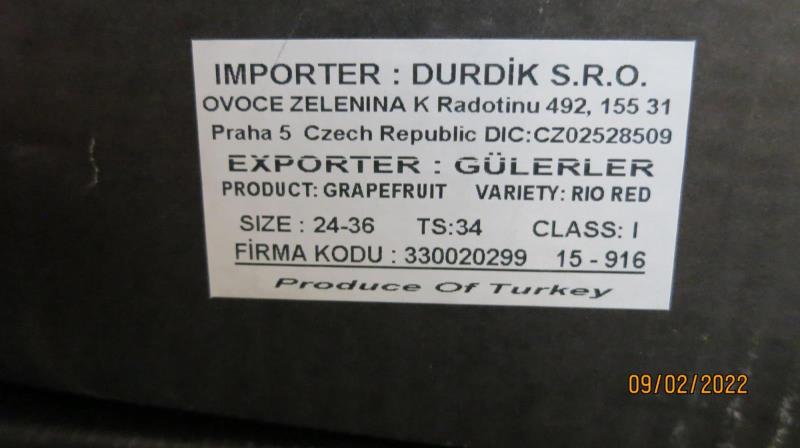 IMPORTER : DURDİK S.R.O.
OVOCE ZELENINA K Radotinu 492, 155 31
Praha 5 Czech Republic DIC:CZ02528509
EXPORTER : GÜLERLER
PRODUCT: GRAPEFRUIT VARIETY: RIO RED
SIZE : 24-36 TS:34 CLASS: I
FİRMA KODU : 330020299 15 - 916
Produce Of Turkey
09/02/2022